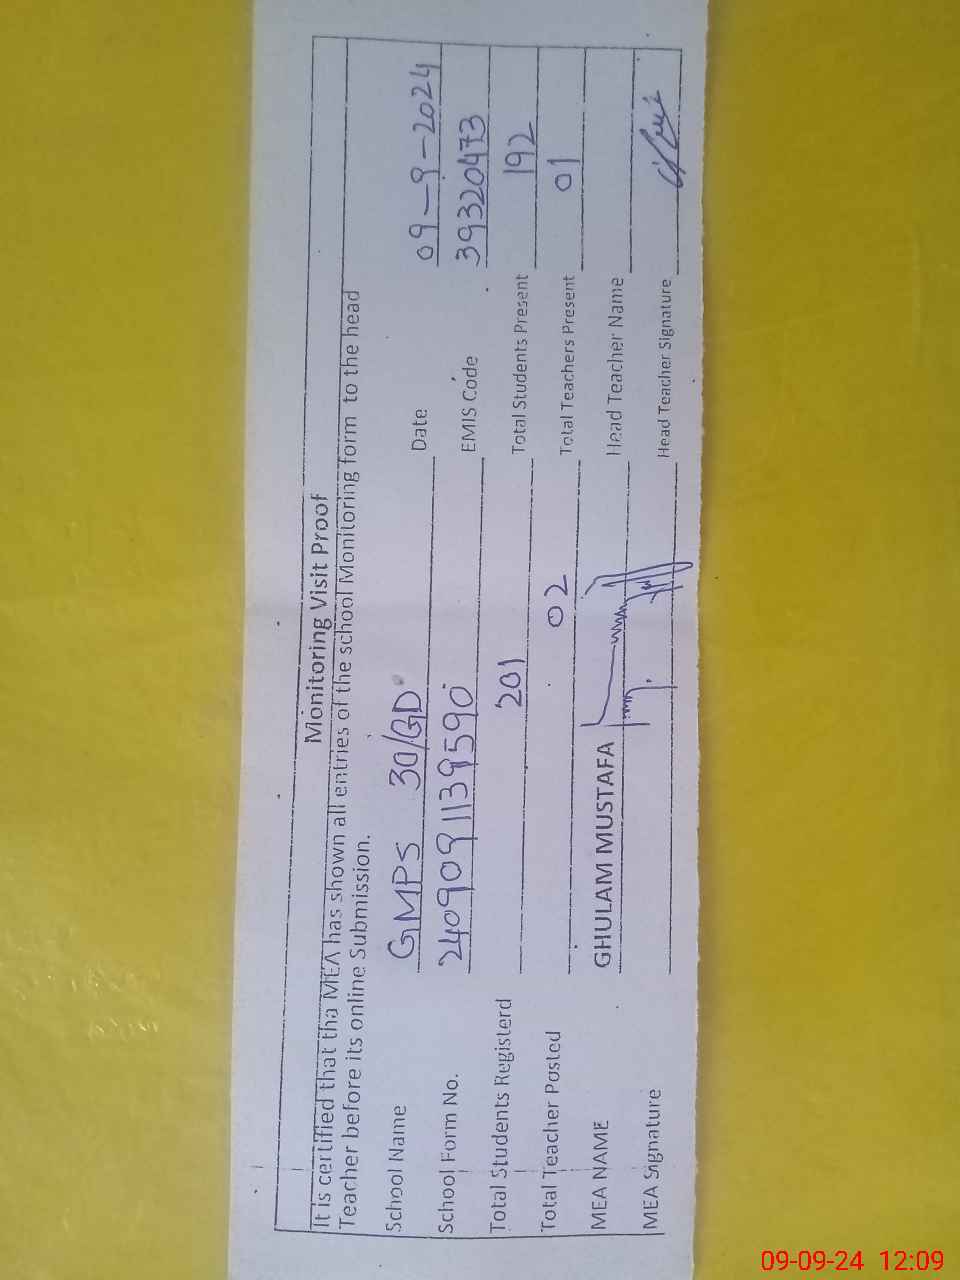 Monitoring Visit Proof
It is certified that tha MEA has shown all entries of the school Monitoring form to the head
Teacher before its online Submission.
School Name GMPS 30/GD Date 09-9-2024
School Form No. 240909113959​0 EMIS Code 39320473
Total Students Registerd 201 Total Students Present 192
Total Teacher Posted 02 Total Teachers Present 01
MEA NAME GHULAM MUSTAFA Head Teacher Name
MEA Signature Head Teacher Signature
09-09-24 12:09